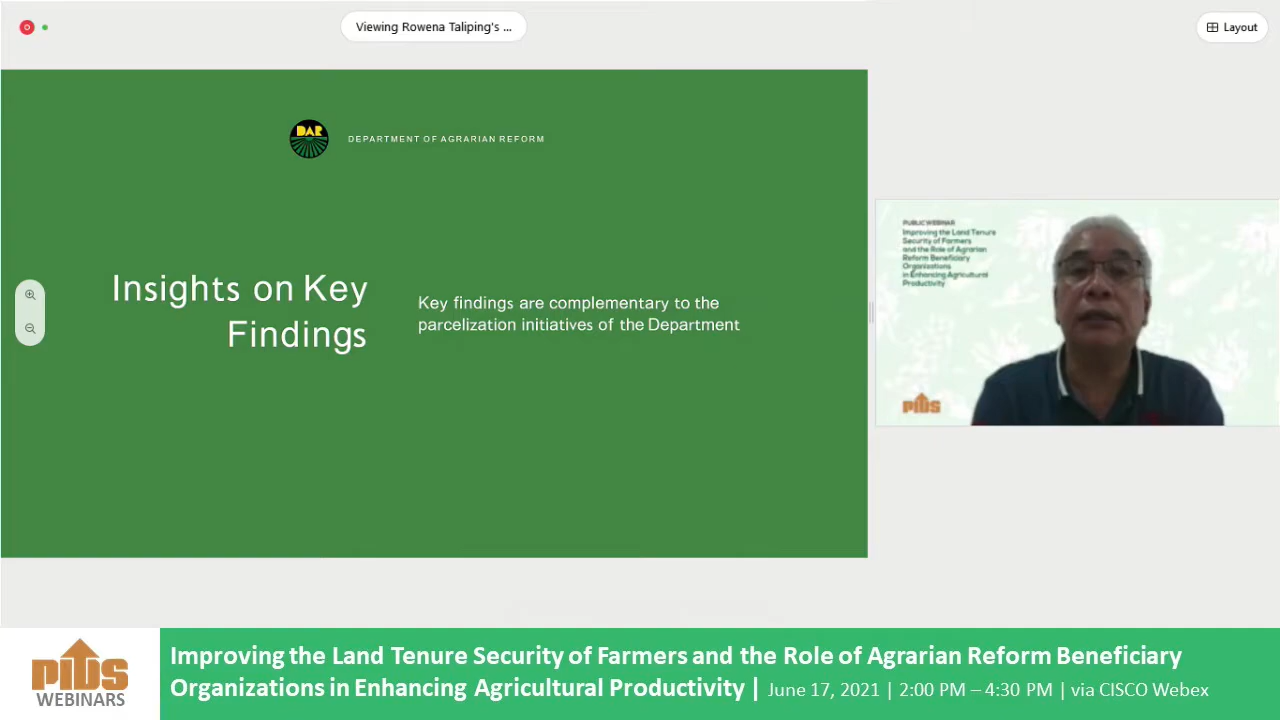 Viewing Rowena Taliping's ...
Layout
DAR
DEPARTMENT OF AGRARIAN REFORM
Insights on Key
Findings
Key findings are complementary to the
parcelization initiatives of the Department
PUBLIC WEBINAR
Improving the Land Tenure
Security of Farmers
and the Role of Agrarian
Reform Beneficiary
Organizations
in Enhancing Agricultural
Productivity
PIDS
PIDS
WEBINARS
Improving the Land Tenure Security of Farmers and the Role of Agrarian Reform Beneficiary
Organizations in Enhancing Agricultural Productivity | June 17, 2021 | 2:00 PM – 4:30 PM | via CISCO Webex